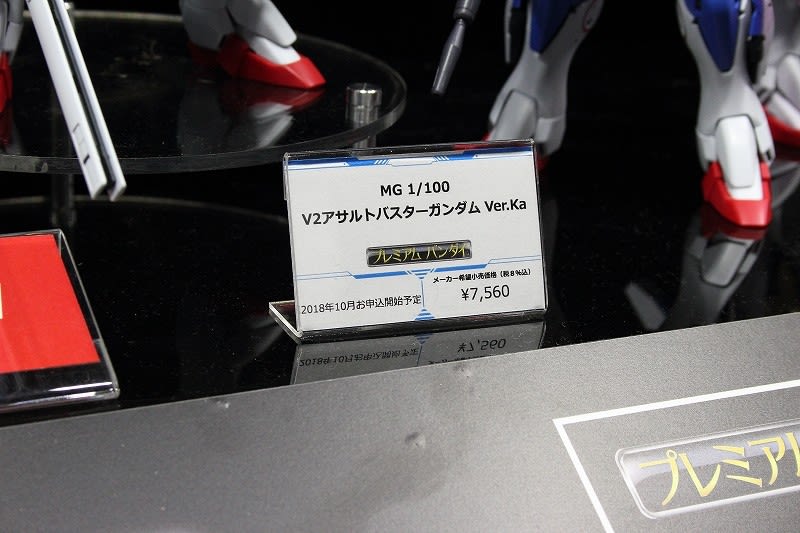 MG 1/100
V2アサルトバスターガンダム Ver.Ka
プレミアム バンダイ
メーカー希望小売価格（税８％込）
2018年10月お申込開始予定
¥7,560
プレミアル